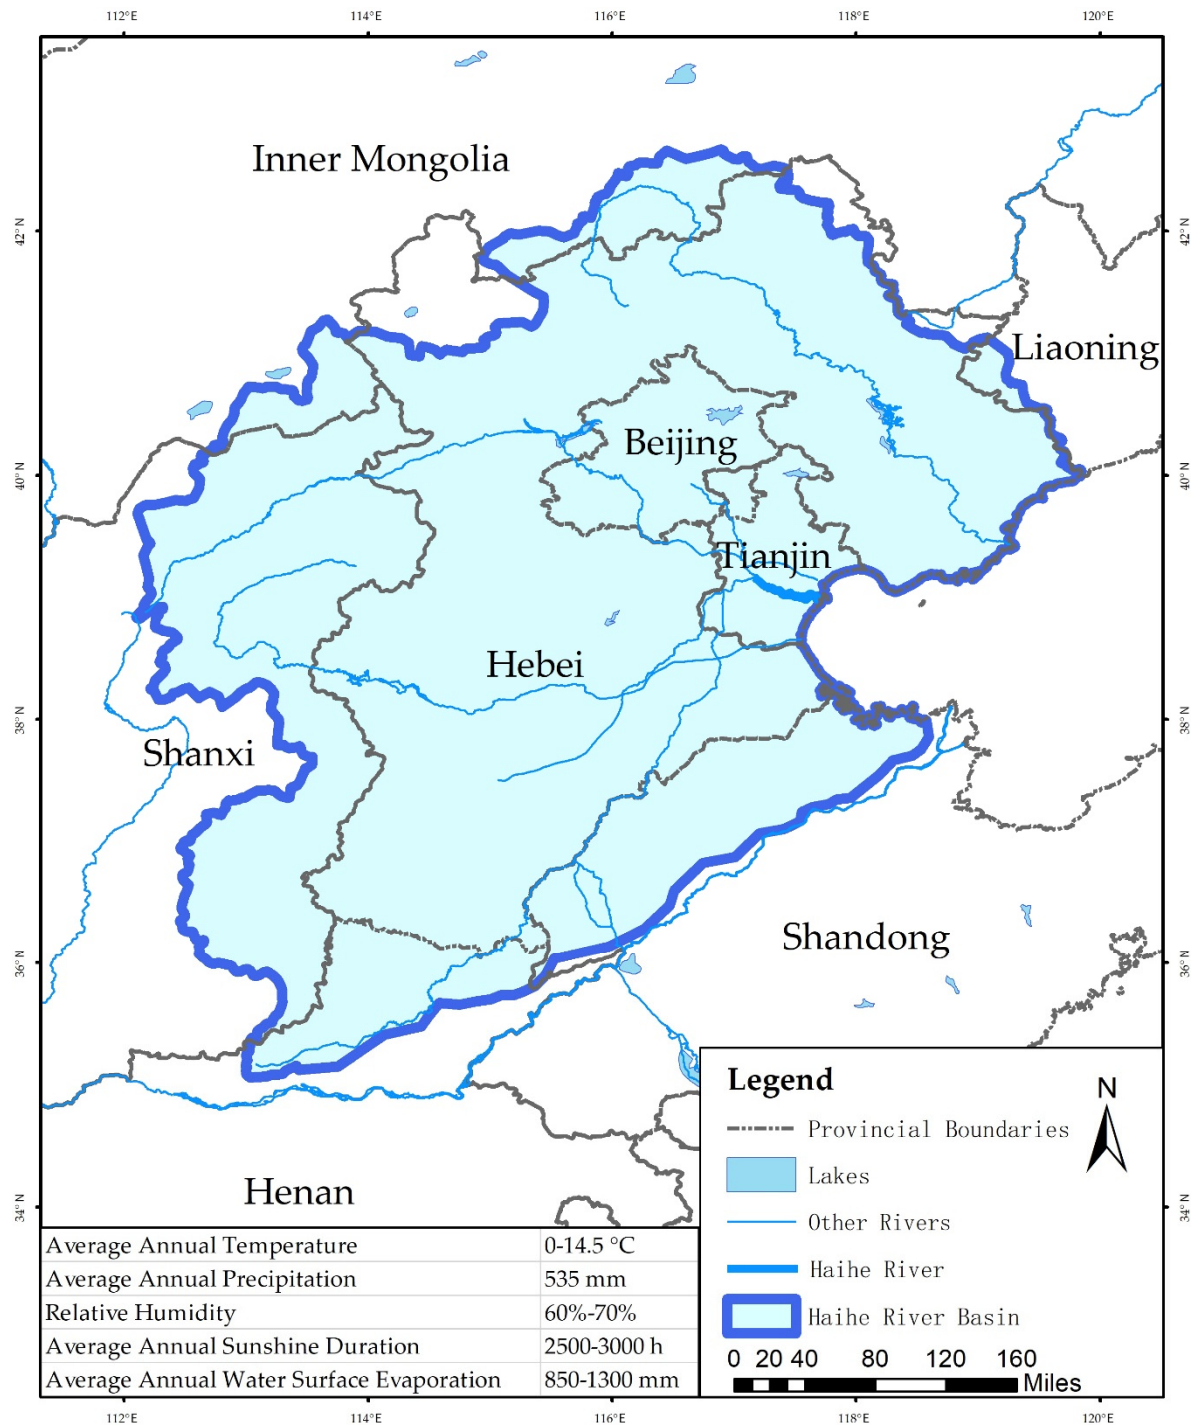 112°E 114°E 116°E 118°E 120°E
Inner Mongolia
42°N 42°N
Liaoning
Beijing
40°N 40°N
Tianjin
Hebei
38°N 38°N
Shanxi
Shandong
36°N 36°N
Legend
N
Provincial Boundaries
Lakes
Henan
34°N 34°N
Other Rivers
Haihe River
Haihe River Basin
0 20 40 80 120 160
Miles
Average Annual Temperature 0-14.5 °C
Average Annual Precipitation 535 mm
Relative Humidity 60%-70%
Average Annual Sunshine Duration 2500-3000 h
Average Annual Water Surface Evaporation 850-1300 mm
112°E 114°E 116°E 118°E 120°E